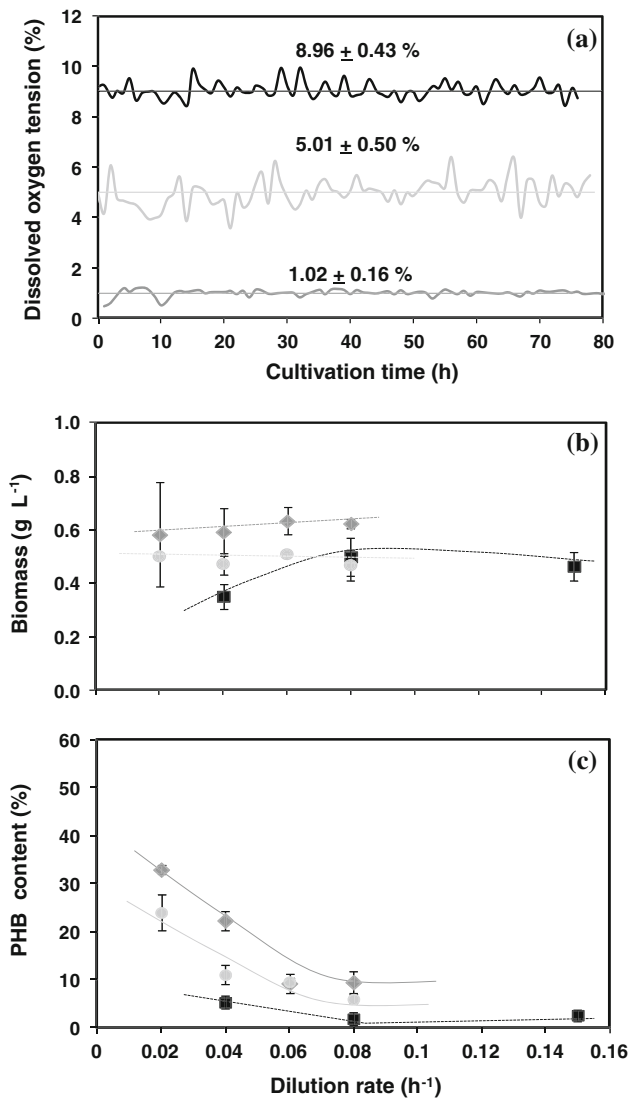 12
10
8
6
4
2
0
Dissolved oxygen tension (%)
(a)
8.96 ± 0.43 %
5.01 ± 0.50 %
1.02 ± 0.16 %
0 10 20 30 40 50 60 70 80
Cultivation time (h)
1.0
0.8
0.6
0.4
0.2
0.0
Biomass (g L-1)
(b)
60
50
40
30
20
10
0
PHB content (%)
(c)
0 0.02 0.04 0.06 0.08 0.1 0.12 0.14 0.16
Dilution rate (h-1)